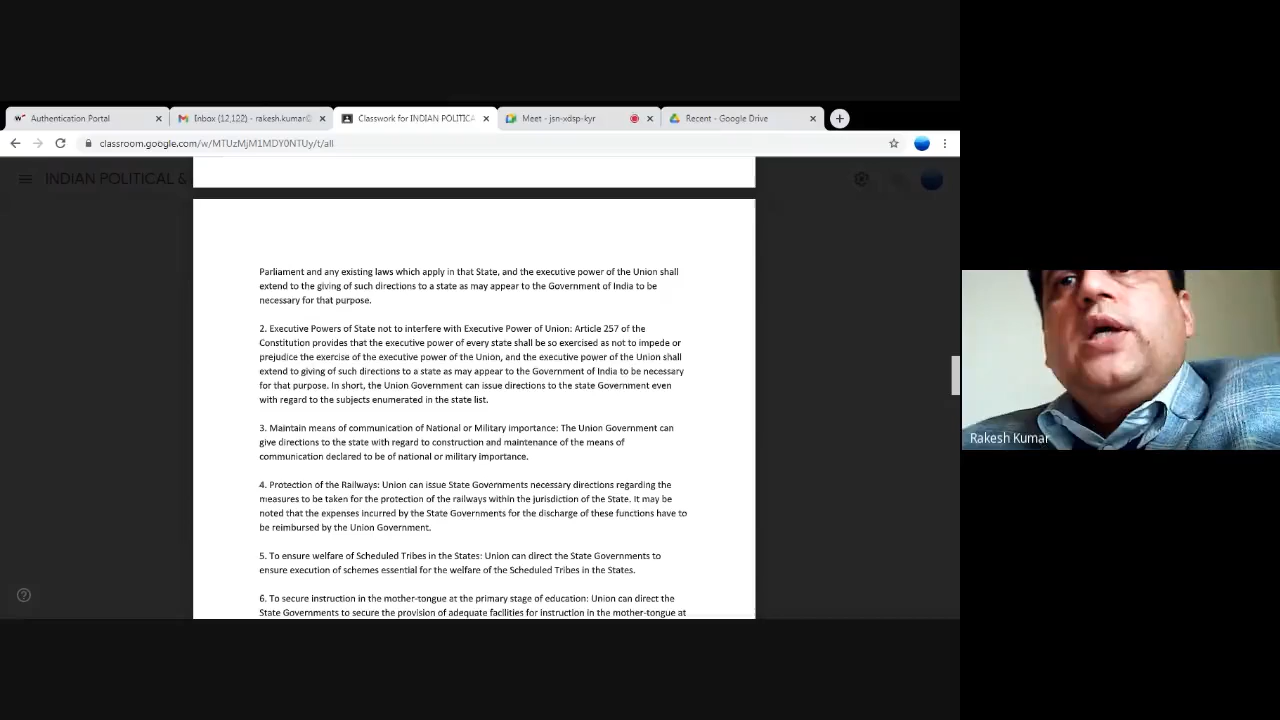 Authentication Portal
Inbox (12,122) - rakesh.kumar@
Classwork for INDIAN POLITICA
Meet - jsn-xdsp-kyr
Recent - Google Drive
classroom.google.com/w/MTUzMjM1MDY0NTUy/t/all
INDIAN POLITICAL &
Parliament and any existing laws which apply in that State, and the executive power of the Union shall
extend to the giving of such directions to a state as may appear to the Government of India to be
necessary for that purpose.
2. Executive Powers of State not to interfere with Executive Power of Union: Article 257 of the
Constitution provides that the executive power of every state shall be so exercised as not to impede or
prejudice the exercise of the executive power of the Union, and the executive power of the Union shall
extend to giving of such directions to a state as may appear to the Government of India to be necessary
for that purpose. In short, the Union Government can issue directions to the state Government even
with regard to the subjects enumerated in the state list.
3. Maintain means of communication of National or Military importance: The Union Government can
give directions to the state with regard to construction and maintenance of the means of
communication declared to be of national or military importance.
4. Protection of the Railways: Union can issue State Governments necessary directions regarding the
measures to be taken for the protection of the railways within the jurisdiction of the State. It may be
noted that the expenses incurred by the State Governments for the discharge of these functions have to
be reimbursed by the Union Government.
5. To ensure welfare of Scheduled Tribes in the States: Union can direct the State Governments to
ensure execution of schemes essential for the welfare of the Scheduled Tribes in the States.
6. To secure instruction in the mother-tongue at the primary stage of education: Union can direct the
State Governments to secure the provision of adequate facilities for instruction in the mother-tongue at
Rakesh Kumar